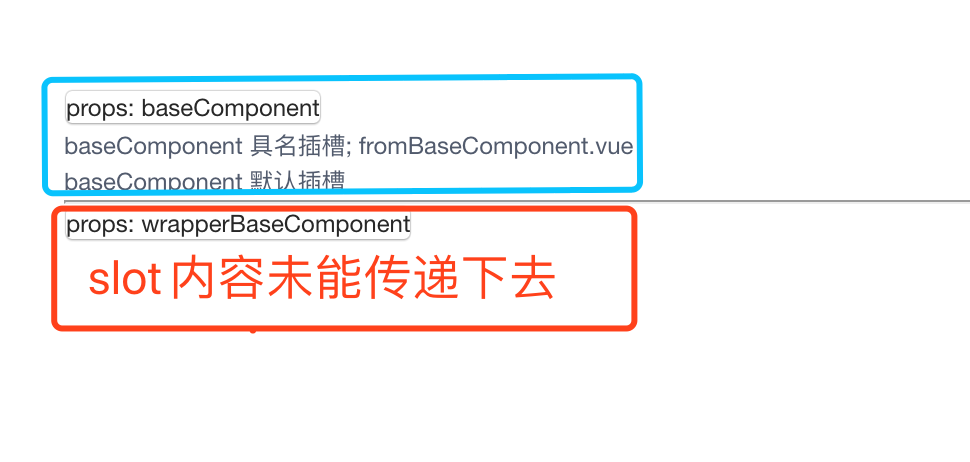 props: baseComponent
baseComponent 具名插槽; fromBaseComponent.vue
baseComponent 默认插槽
props: wrapperBaseComponent
slot 内容未能传递下去